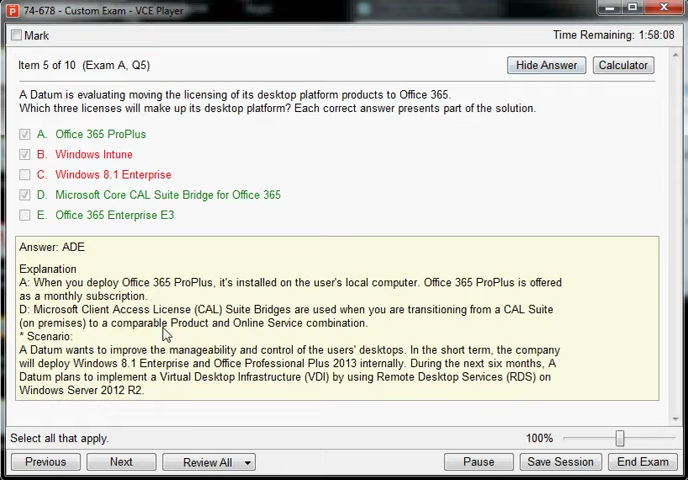 74-678 - Custom Exam - VCE Player
Mark
Time Remaining: 1:58:08
Item 5 of 10 (Exam A, Q5)
Hide Answer
Calculator
A Datum is evaluating moving the licensing of its desktop platform products to Office 365.
Which three licenses will make up its desktop platform? Each correct answer presents part of the solution.
A. Office 365 ProPlus
B. Windows Intune
C. Windows 8.1 Enterprise
D. Microsoft Core CAL Suite Bridge for Office 365
E. Office 365 Enterprise E3
Answer: ADE
Explanation
A: When you deploy Office 365 ProPlus, it's installed on the user's local computer. Office 365 ProPlus is offered
as a monthly subscription.
D: Microsoft Client Access License (CAL) Suite Bridges are used when you are transitioning from a CAL Suite
(on premises) to a comparable Product and Online Service combination.
* Scenario:
A Datum wants to improve the manageability and control of the users' desktops. In the short term, the company
will deploy Windows 8.1 Enterprise and Office Professional Plus 2013 internally. During the next six months, A
Datum plans to implement a Virtual Desktop Infrastructure (VDI) by using Remote Desktop Services (RDS) on
Windows Server 2012 R2.
Select all that apply.
100%
Previous
Next
Review All
Pause
Save Session
End Exam